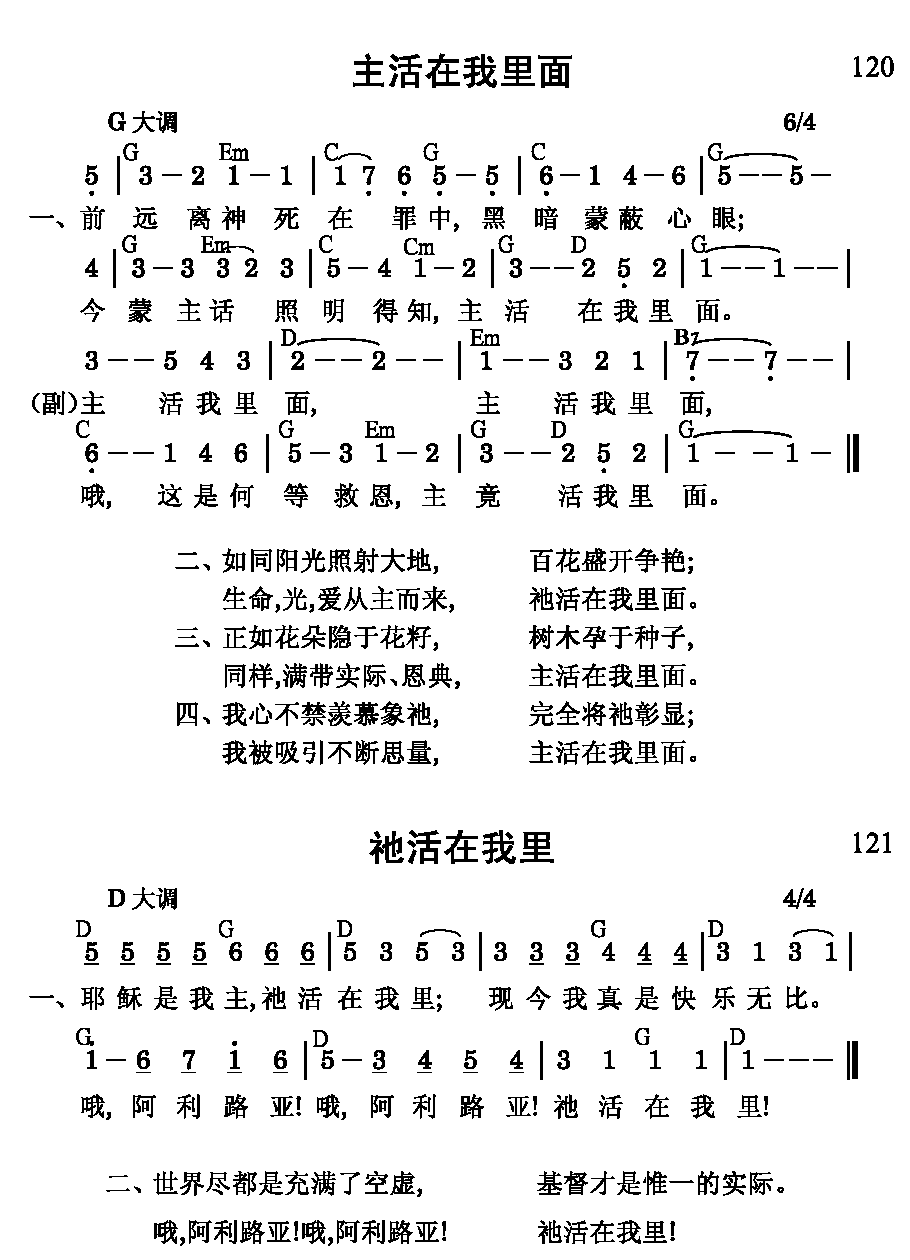 主活在我里面 120
G 大调 6/4
G Em C G C G
5 | 3 – 2 1 – 1 | 1 7 6 5 – 5 | 6 – 1 4 – 6 | 5 – – 5 –
一、前 远 离 神 死 在 罪 中, 黑 暗 蒙 蔽 心 眼;
G Em C Cm G D G
4 | 3 – 3 3 2 3 | 5 – 4 1 – 2 | 3 – – 2 5 2 | 1 – – 1 – – |
今 蒙 主 话 照 明 得 知, 主 活 在 我 里 面。
D Em B7
3 – – 5 4 3 | 2 – – 2 – – | 1 – – 3 2 1 | 7 – – 7 – – |
(副)主 活 我 里 面, 主 活 我 里 面,
C G Em G D G
6 – – 1 4 6 | 5 – 3 1 – 2 | 3 – – 2 5 2 | 1 – – 1 – ‖
哦, 这 是 何 等 救 恩, 主 竟 活 我 里 面。
二、如同阳光照射大地, 百花盛开争艳;
生命,光,爱从主而来, 祂活在我里面。
三、正如花朵隐于花籽, 树木孕于种子,
同样,满带实际、恩典, 主活在我里面。
四、我心不禁羡慕象祂, 完全将祂彰显;
我被吸引不断思量, 主活在我里面。
祂活在我里 121
D 大调 4/4
D G D G D
5 5 5 5 6 6 6 | 5 3 5 3 | 3 3 3 4 4 4 | 3 1 3 1 |
一、耶 稣 是 我 主,祂 活 在 我 里; 现 今 我 真 是 快 乐 无 比。
G D G D
1 – 6 7 1 6 | 5 – 3 4 5 4 | 3 1 1 1 | 1 – – – ‖
哦, 阿 利 路 亚! 哦, 阿 利 路 亚! 祂 活 在 我 里!
二、世界尽都是充满了空虚, 基督才是惟一的实际。
哦,阿利路亚!哦,阿利路亚! 祂活在我里!